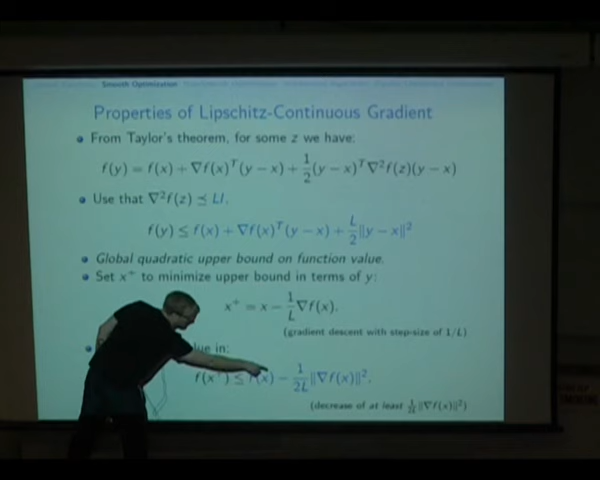 Smooth Optimization
Properties of Lipschitz-Continuous Gradient
From Taylor's theorem, for some z we have:
f(y) = f(x) + ∇f(x)ᵀ(y − x) + 1/2 (y − x)ᵀ∇²f(z)(y − x)
Use that ∇²f(z) ⪯ LI.
f(y) ≤ f(x) + ∇f(x)ᵀ(y − x) + L/2 ‖y − x‖²
Global quadratic upper bound on function value.
Set x⁺ to minimize upper bound in terms of y:
x⁺ = x − 1/L ∇f(x).
(gradient descent with step-size of 1/L)
in:
f(x⁺) ≤ f(x) − 1/2L ‖∇f(x)‖².
(decrease of at least 1/2L ‖∇f(x)‖²)